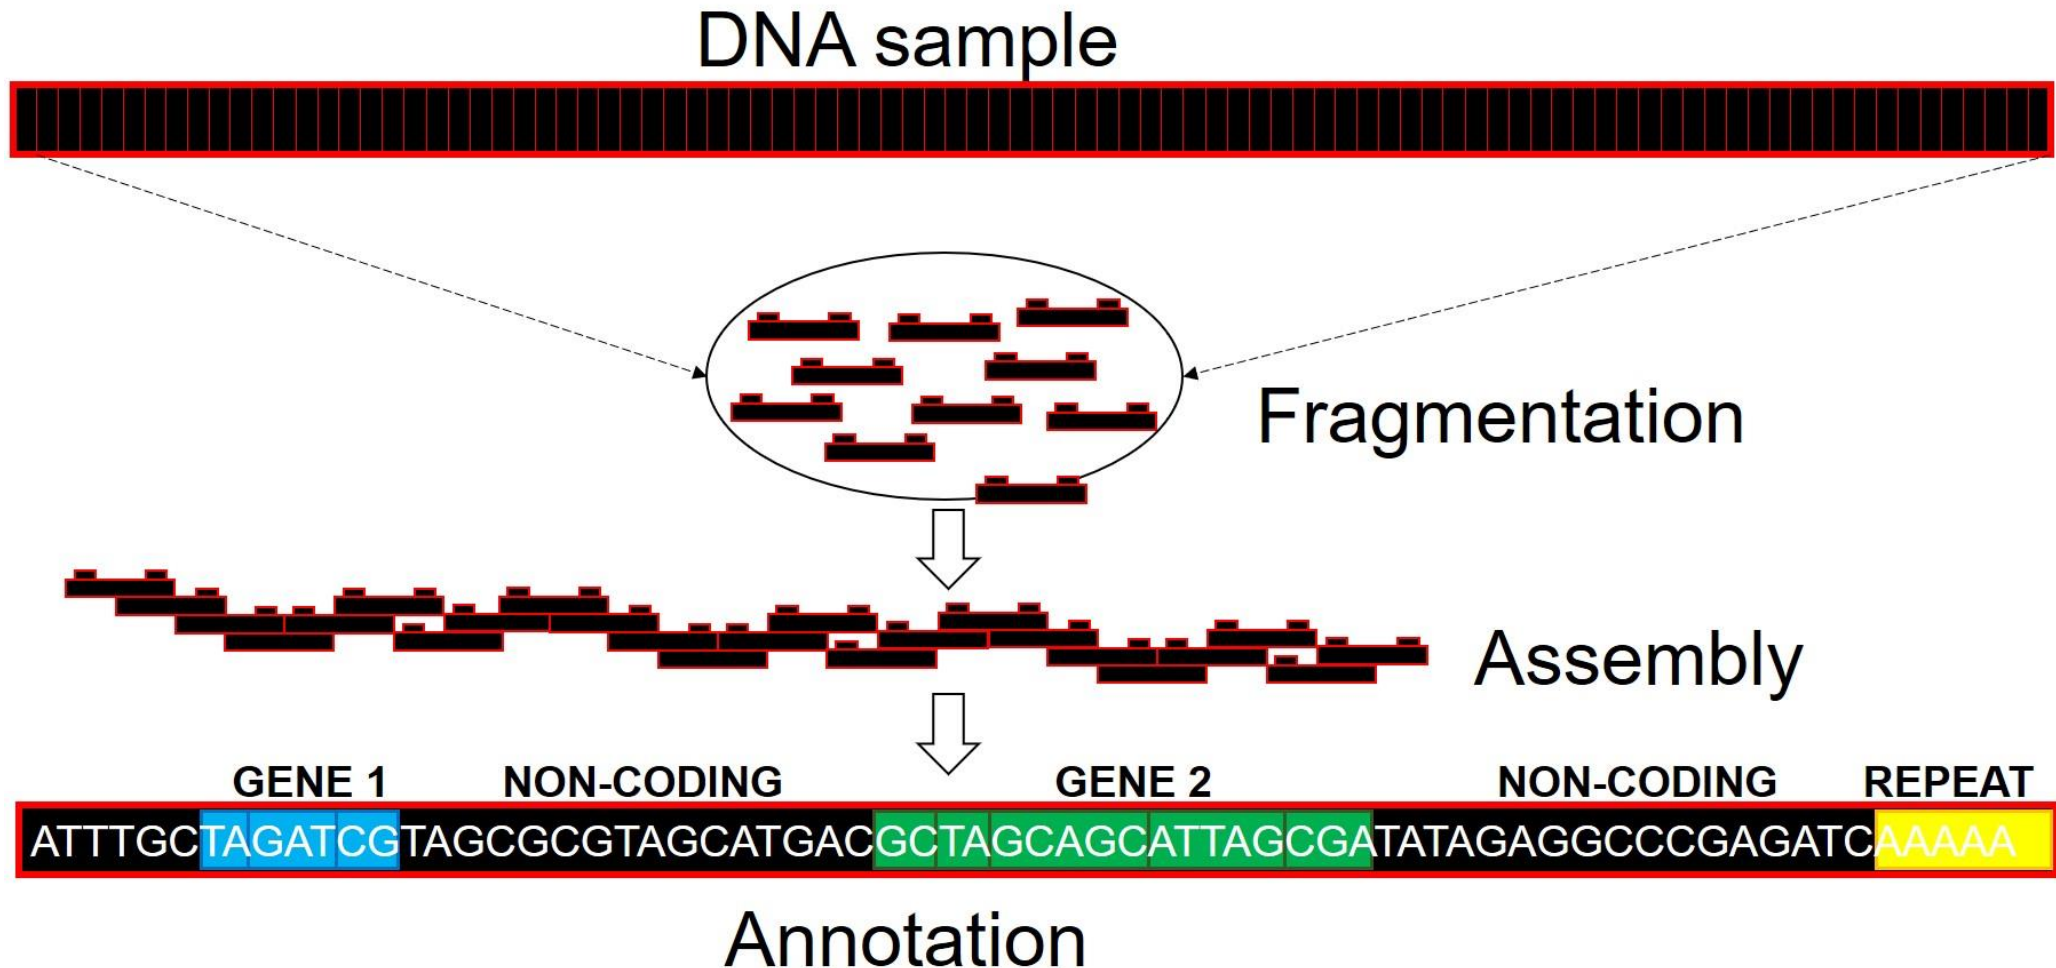 DNA sample
Fragmentation
Assembly
GENE 1 NON-CODING GENE 2 NON-CODING REPEAT
ATTTGCTAGATCGTAGCGCGTAGCATGACGCTAGCAGCATTAGCGATATAGAGGCCCGAGATCAAAAA
Annotation